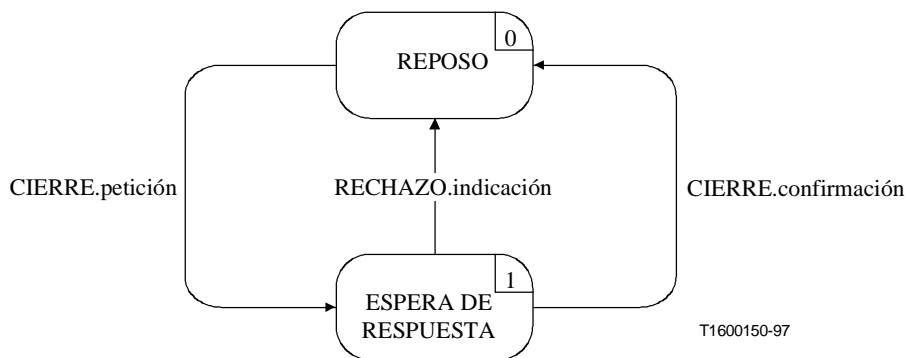 0
REPOSO
CIERRE.petición
RECHAZO.indicación
CIERRE.confirmación
1
ESPERA DE
RESPUESTA
T1600150-97